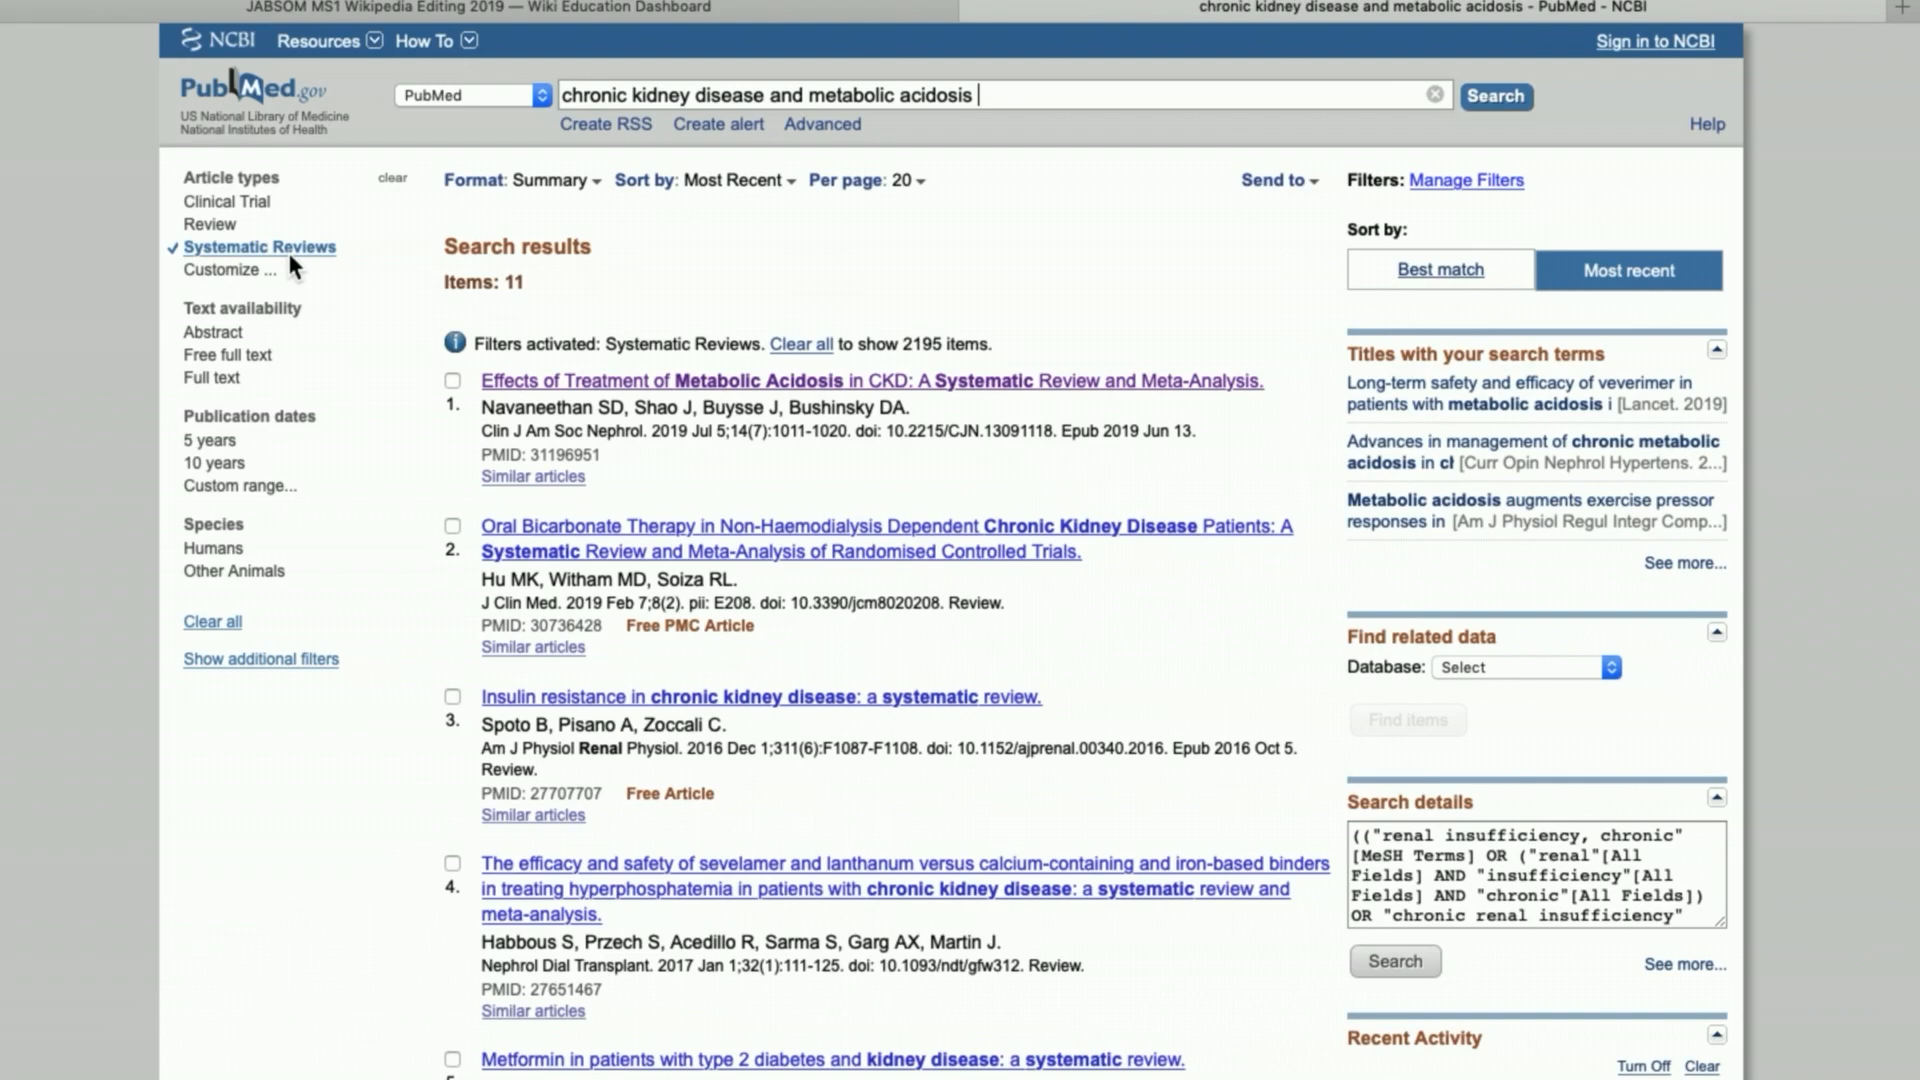 JABSOM MS1 Wikipedia Editing 2019 — Wiki Education Dashboard
chronic kidney disease and metabolic acidosis - PubMed - NCBI
NCBI Resources How To
Sign in to NCBI
PubMed.gov
US National Library of Medicine
National Institutes of Health
PubMed
chronic kidney disease and metabolic acidosis
Search
Create RSS Create alert Advanced
Help
Article types clear
Clinical Trial
Review
✓ Systematic Reviews
Customize ...
Text availability
Abstract
Free full text
Full text
Publication dates
5 years
10 years
Custom range...
Species
Humans
Other Animals
Clear all
Show additional filters
Format: Summary Sort by: Most Recent Per page: 20
Send to
Search results
Items: 11
Filters activated: Systematic Reviews. Clear all to show 2195 items.
Effects of Treatment of Metabolic Acidosis in CKD: A Systematic Review and Meta-Analysis.
1. Navaneethan SD, Shao J, Buysse J, Bushinsky DA.
Clin J Am Soc Nephrol. 2019 Jul 5;14(7):1011-1020. doi: 10.2215/CJN.13091118. Epub 2019 Jun 13.
PMID: 31196951
Similar articles
Oral Bicarbonate Therapy in Non-Haemodialysis Dependent Chronic Kidney Disease Patients: A
2. Systematic Review and Meta-Analysis of Randomised Controlled Trials.
Hu MK, Witham MD, Soiza RL.
J Clin Med. 2019 Feb 7;8(2). pii: E208. doi: 10.3390/jcm8020208. Review.
PMID: 30736428 Free PMC Article
Similar articles
Insulin resistance in chronic kidney disease: a systematic review.
3. Spoto B, Pisano A, Zoccali C.
Am J Physiol Renal Physiol. 2016 Dec 1;311(6):F1087-F1108. doi: 10.1152/ajprenal.00340.2016. Epub 2016 Oct 5.
Review.
PMID: 27707707 Free Article
Similar articles
The efficacy and safety of sevelamer and lanthanum versus calcium-containing and iron-based binders
4. in treating hyperphosphatemia in patients with chronic kidney disease: a systematic review and
meta-analysis.
Habbous S, Przech S, Acedillo R, Sarma S, Garg AX, Martin J.
Nephrol Dial Transplant. 2017 Jan 1;32(1):111-125. doi: 10.1093/ndt/gfw312. Review.
PMID: 27651467
Similar articles
Metformin in patients with type 2 diabetes and kidney disease: a systematic review.
Filters: Manage Filters
Sort by:
Best match Most recent
Titles with your search terms
Long-term safety and efficacy of veverimer in
patients with metabolic acidosis i [Lancet. 2019]
Advances in management of chronic metabolic
acidosis in cl [Curr Opin Nephrol Hypertens. 2...]
Metabolic acidosis augments exercise pressor
responses in [Am J Physiol Regul Integr Comp...]
See more...
Find related data
Database: Select
Find items
Search details
(("renal insufficiency, chronic"
[MeSH Terms] OR ("renal"[All
Fields] AND "insufficiency"[All
Fields] AND "chronic"[All Fields])
OR "chronic renal insufficiency"
Search See more...
Recent Activity
Turn Off Clear